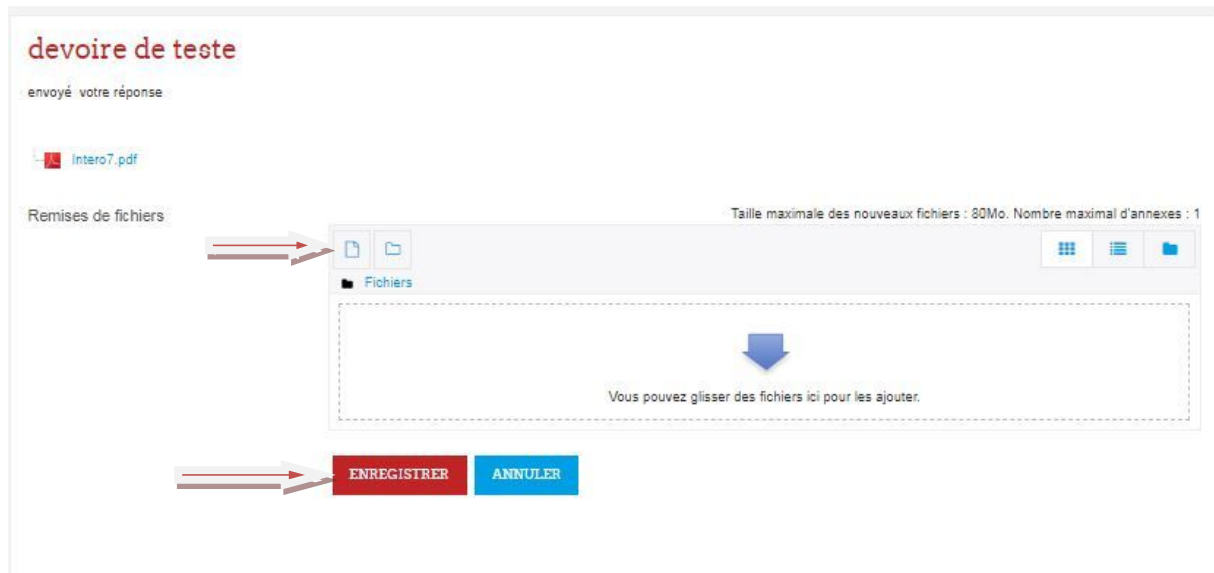 devoire de teste
envoyé votre réponse
Intero7.pdf
Remises de fichiers
Taille maximale des nouveaux fichiers : 80Mo. Nombre maximal d'annexes : 1
Fichiers
Vous pouvez glisser des fichiers ici pour les ajouter.
ENREGISTRER ANNULER